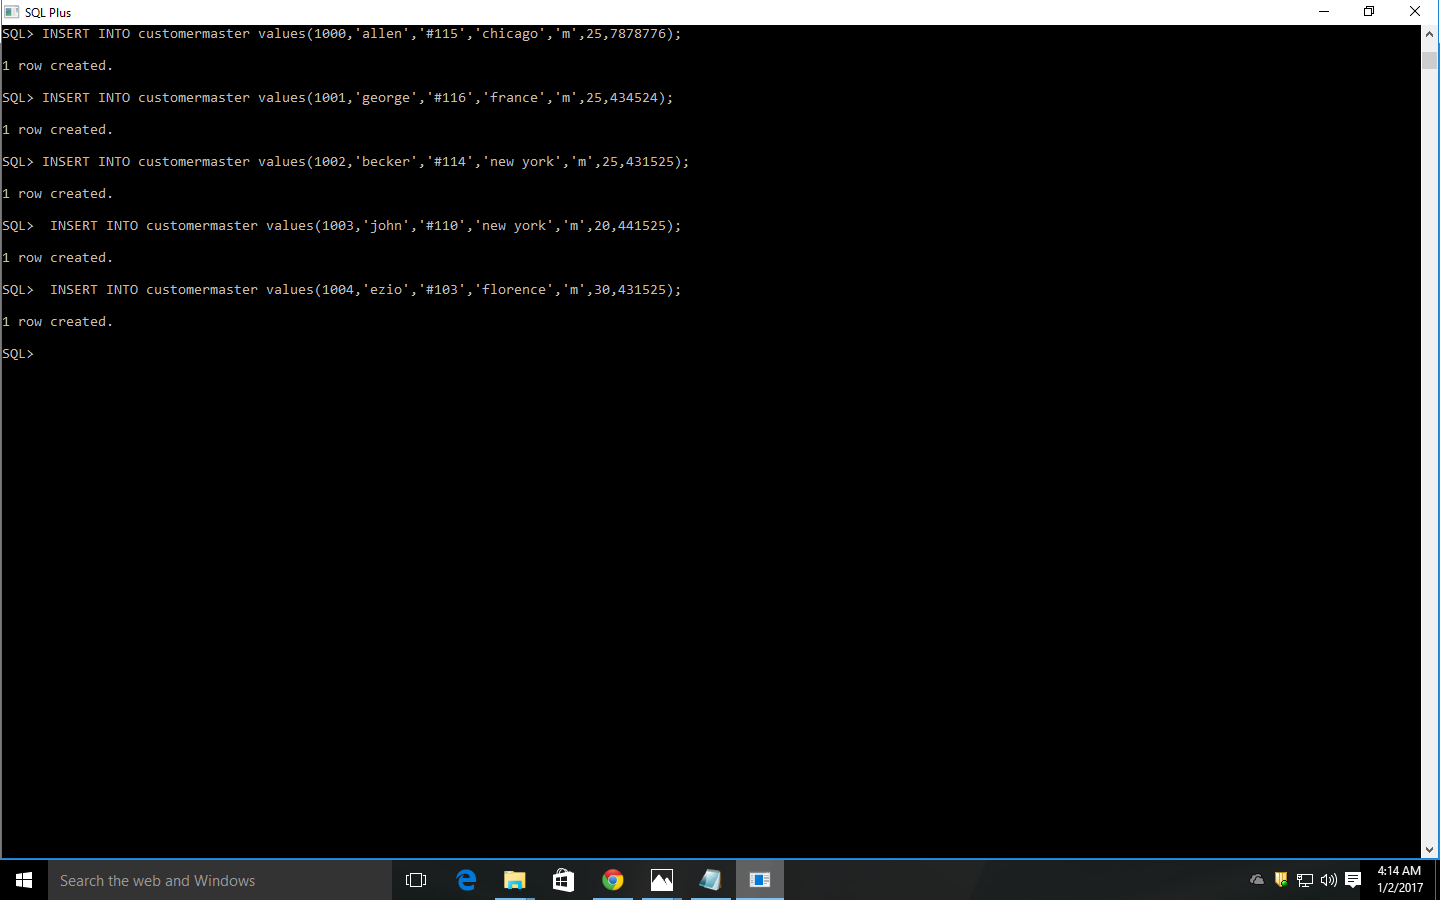 SQL Plus
SQL> INSERT INTO customermaster values(1000,'allen','#115','chicago','m',25,7878776);
1 row created.
SQL> INSERT INTO customermaster values(1001,'george','#116','france','m',25,434524);
1 row created.
SQL> INSERT INTO customermaster values(1002,'becker','#114','new york','m',25,431525);
1 row created.
SQL>  INSERT INTO customermaster values(1003,'john','#110','new york','m',20,441525);
1 row created.
SQL>  INSERT INTO customermaster values(1004,'ezio','#103','florence','m',30,431525);
1 row created.
SQL>
Search the web and Windows
4:14 AM
1/2/2017